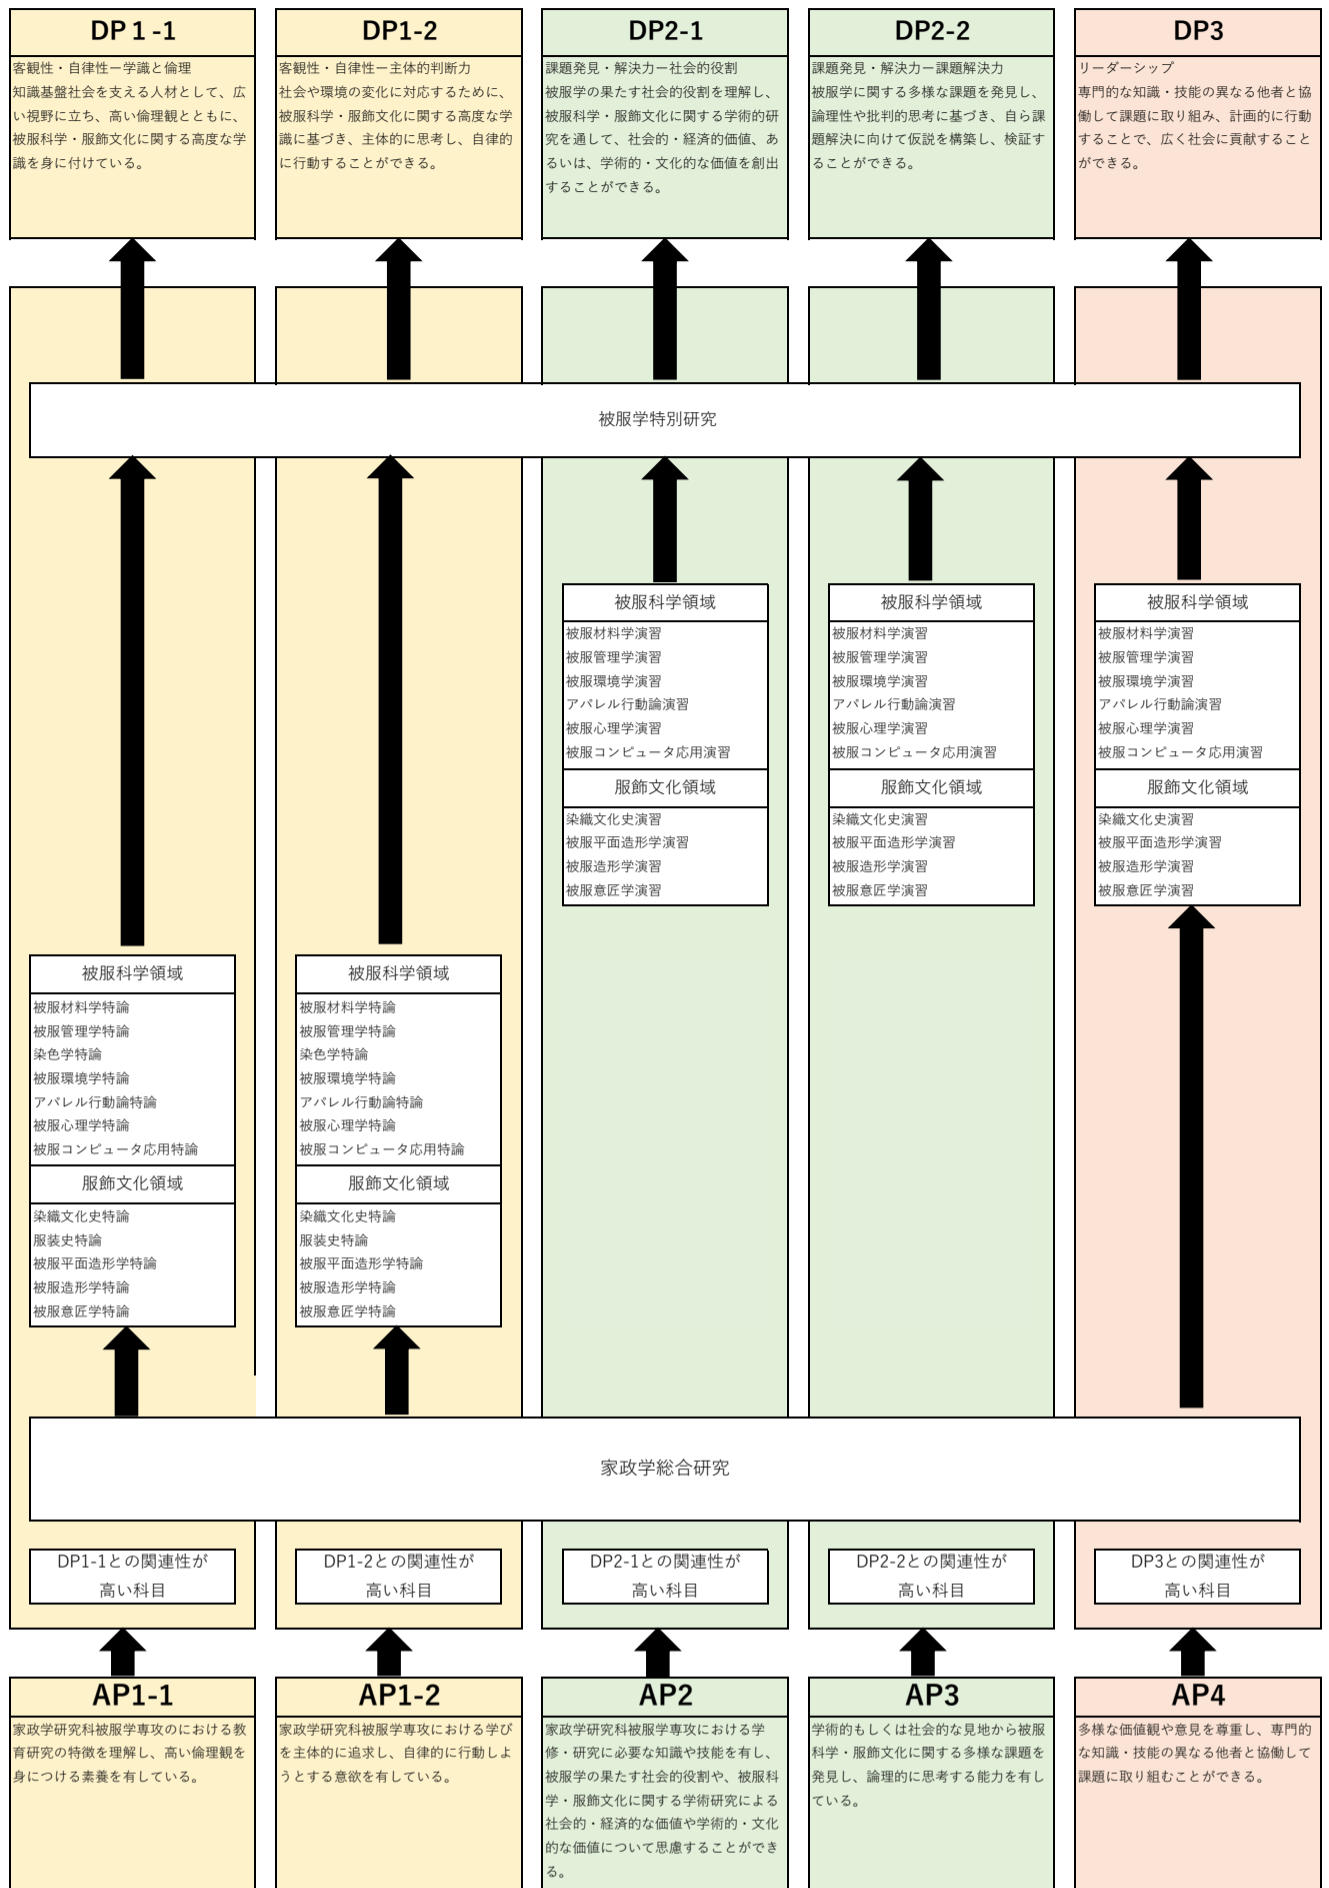 DP１-1
客観性・自律性ー学識と倫理
知識基盤社会を支える人材として、広
い視野に立ち、高い倫理観とともに、
被服科学・服飾文化に関する高度な学
識を身に付けている。
DP1-2
客観性・自律性ー主体的判断力
社会や環境の変化に対応するために、
被服科学・服飾文化に関する高度な学
識に基づき、主体的に思考し、自律的
に行動することができる。
DP2-1
課題発見・解決力ー社会的役割
被服学の果たす社会的役割を理解し、
被服科学・服飾文化に関する学術的研
究を通して、社会的・経済的価値、あ
るいは、学術的・文化的な価値を創出
することができる。
DP2-2
課題発見・解決力ー課題解決力
被服学に関する多様な課題を発見し、
論理性や批判的思考に基づき、自ら課
題解決に向けて仮説を構築し、検証す
ることができる。
DP3
リーダーシップ
専門的な知識・技能の異なる他者と協
働して課題に取り組み、計画的に行動
することで、広く社会に貢献すること
ができる。
被服学特別研究
被服科学領域
被服材料学演習
被服管理学演習
被服環境学演習
アパレル行動論演習
被服心理学演習
被服コンピュータ応用演習
服飾文化領域
染織文化史演習
被服平面造形学演習
被服造形学演習
被服意匠学演習
被服科学領域
被服材料学演習
被服管理学演習
被服環境学演習
アパレル行動論演習
被服心理学演習
被服コンピュータ応用演習
服飾文化領域
染織文化史演習
被服平面造形学演習
被服造形学演習
被服意匠学演習
被服科学領域
被服材料学演習
被服管理学演習
被服環境学演習
アパレル行動論演習
被服心理学演習
被服コンピュータ応用演習
服飾文化領域
染織文化史演習
被服平面造形学演習
被服造形学演習
被服意匠学演習
被服科学領域
被服材料学特論
被服管理学特論
染色学特論
被服環境学特論
アパレル行動論特論
被服心理学特論
被服コンピュータ応用特論
服飾文化領域
染織文化史特論
服装史特論
被服平面造形学特論
被服造形学特論
被服意匠学特論
被服科学領域
被服材料学特論
被服管理学特論
染色学特論
被服環境学特論
アパレル行動論特論
被服心理学特論
被服コンピュータ応用特論
服飾文化領域
染織文化史特論
服装史特論
被服平面造形学特論
被服造形学特論
被服意匠学特論
家政学総合研究
DP1-1との関連性が
高い科目
DP1-2との関連性が
高い科目
DP2-1との関連性が
高い科目
DP2-2との関連性が
高い科目
DP3との関連性が
高い科目
AP1-1
家政学研究科被服学専攻のにおける教
育研究の特徴を理解し、高い倫理観を
身につける素養を有している。
AP1-2
家政学研究科被服学専攻における学び
を主体的に追求し、自律的に行動しよ
うとする意欲を有している。
AP2
家政学研究科被服学専攻における学
修・研究に必要な知識や技能を有し、
被服学の果たす社会的役割や、被服科
学・服飾文化に関する学術研究による
社会的・経済的な価値や学術的・文化
的な価値について思慮することができ
る。
AP3
学術的もしくは社会的な見地から被服
科学・服飾文化に関する多様な課題を
発見し、論理的に思考する能力を有し
ている。
AP4
多様な価値観や意見を尊重し、専門的
な知識・技能の異なる他者と協働して
課題に取り組むことができる。